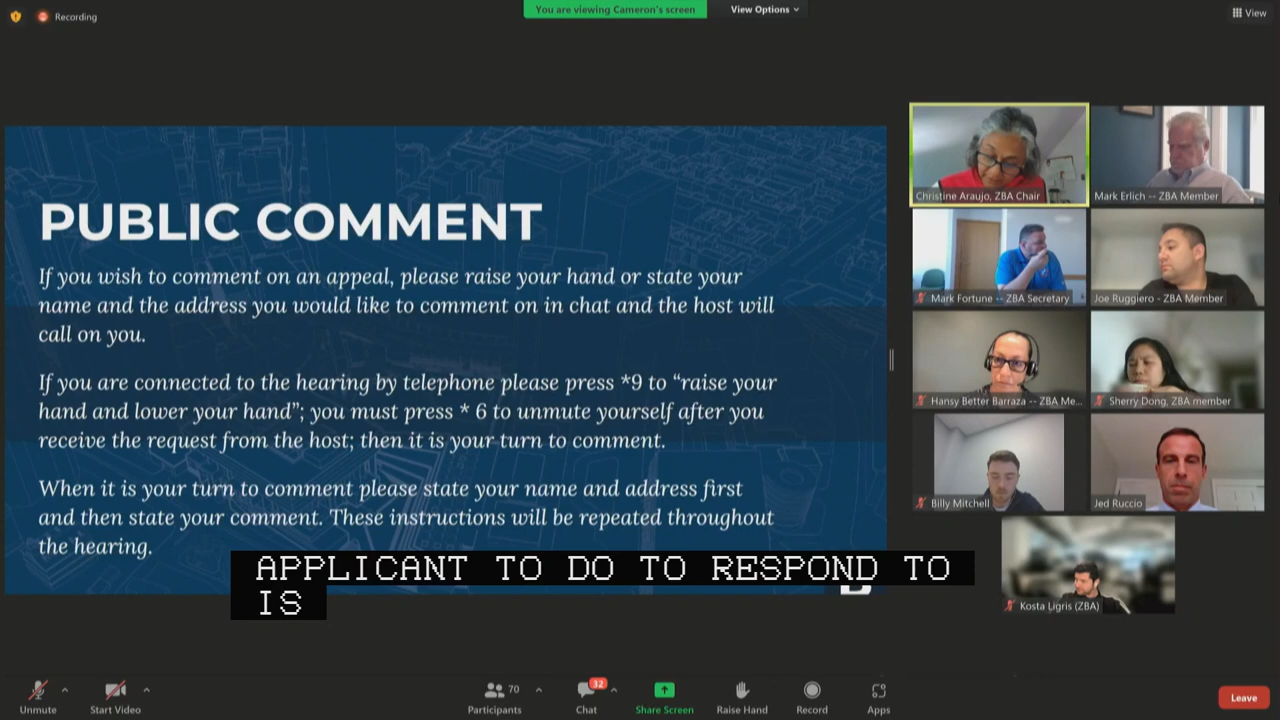 Recording
You are viewing Cameron's screen
View Options
View
PUBLIC COMMENT
If you wish to comment on an appeal, please raise your hand or state your
name and the address you would like to comment on in chat and the host will
call on you.
If you are connected to the hearing by telephone please press *9 to “raise your
hand and lower your hand”; you must press * 6 to unmute yourself after you
receive the request from the host; then it is your turn to comment.
When it is your turn to comment please state your name and address first
and then state your comment. These instructions will be repeated throughout
the hearing.
APPLICANT TO DO TO RESPOND TO
IS
Christine Araujo, ZBA Chair
Mark Erlich -- ZBA Member
Mark Fortune -- ZBA Secretary
Joe Ruggiero - ZBA Member
Hansy Better Barraza -- ZBA Me...
Sherry Dong, ZBA member
Billy Mitchell
Jed Ruccio
Kosta Ligris (ZBA)
Unmute
Start Video
70
Participants
32
Chat
Share Screen
Raise Hand
Record
Apps
Leave